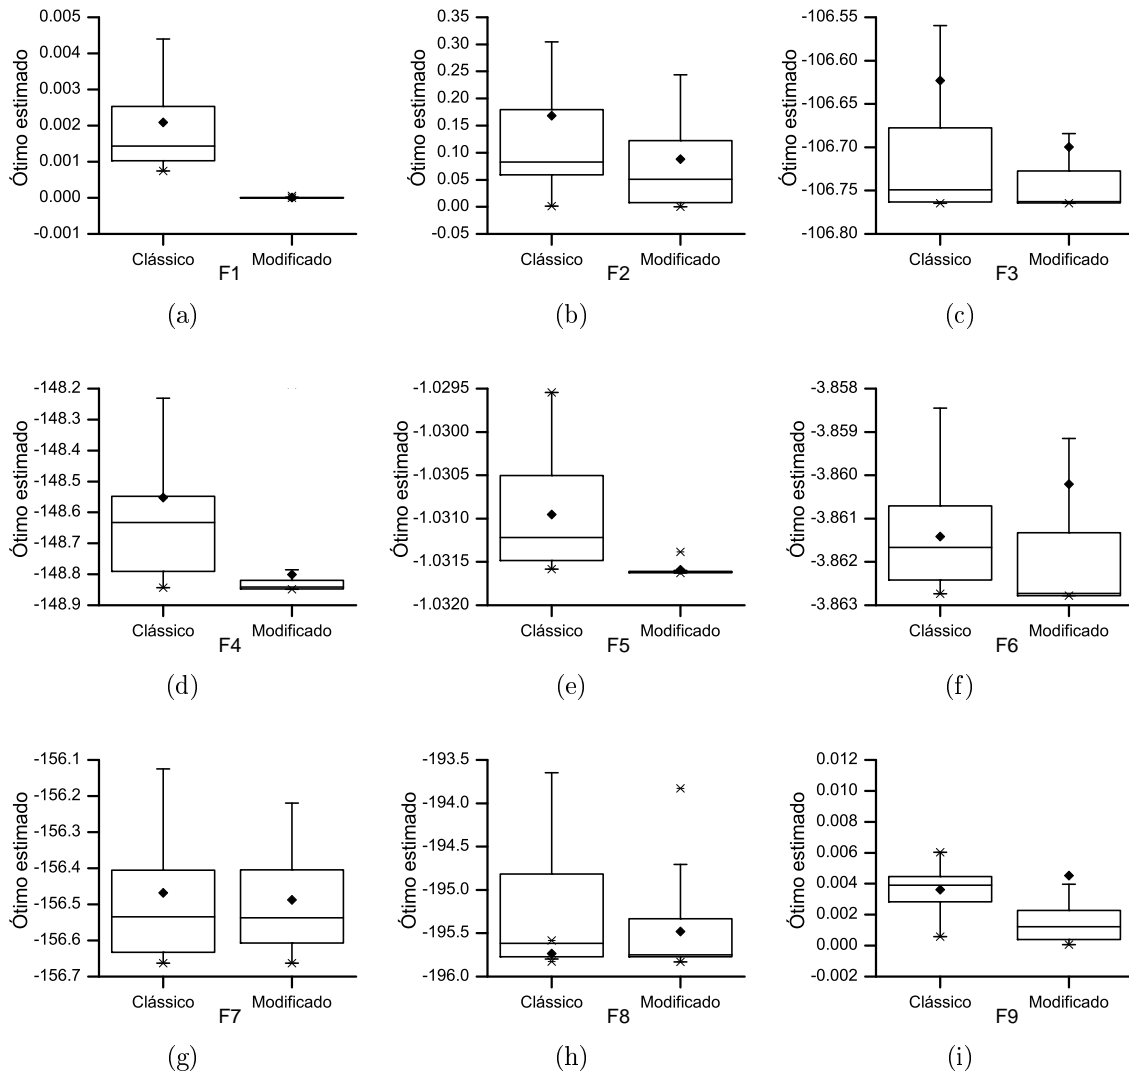 0.005
0.004
0.003
0.002
0.001
0.000
-0.001
Ótimo estimado
Clássico
Modificado
F1
(a)
0.35
0.30
0.25
0.20
0.15
0.10
0.05
0.00
-0.05
Ótimo estimado
Clássico
Modificado
F2
(b)
-106.55
-106.60
-106.65
-106.70
-106.75
-106.80
Ótimo estimado
Clássico
Modificado
F3
(c)
-148.2
-148.3
-148.4
-148.5
-148.6
-148.7
-148.8
-148.9
Ótimo estimado
Clássico
Modificado
F4
(d)
-1.0295
-1.0300
-1.0305
-1.0310
-1.0315
-1.0320
Ótimo estimado
Clássico
Modificado
F5
(e)
-3.858
-3.859
-3.860
-3.861
-3.862
-3.863
Ótimo estimado
Clássico
Modificado
F6
(f)
-156.1
-156.2
-156.3
-156.4
-156.5
-156.6
-156.7
Ótimo estimado
Clássico
Modificado
F7
(g)
-193.5
-194.0
-194.5
-195.0
-195.5
-196.0
Ótimo estimado
Clássico
Modificado
F8
(h)
0.012
0.010
0.008
0.006
0.004
0.002
0.000
-0.002
Ótimo estimado
Clássico
Modificado
F9
(i)